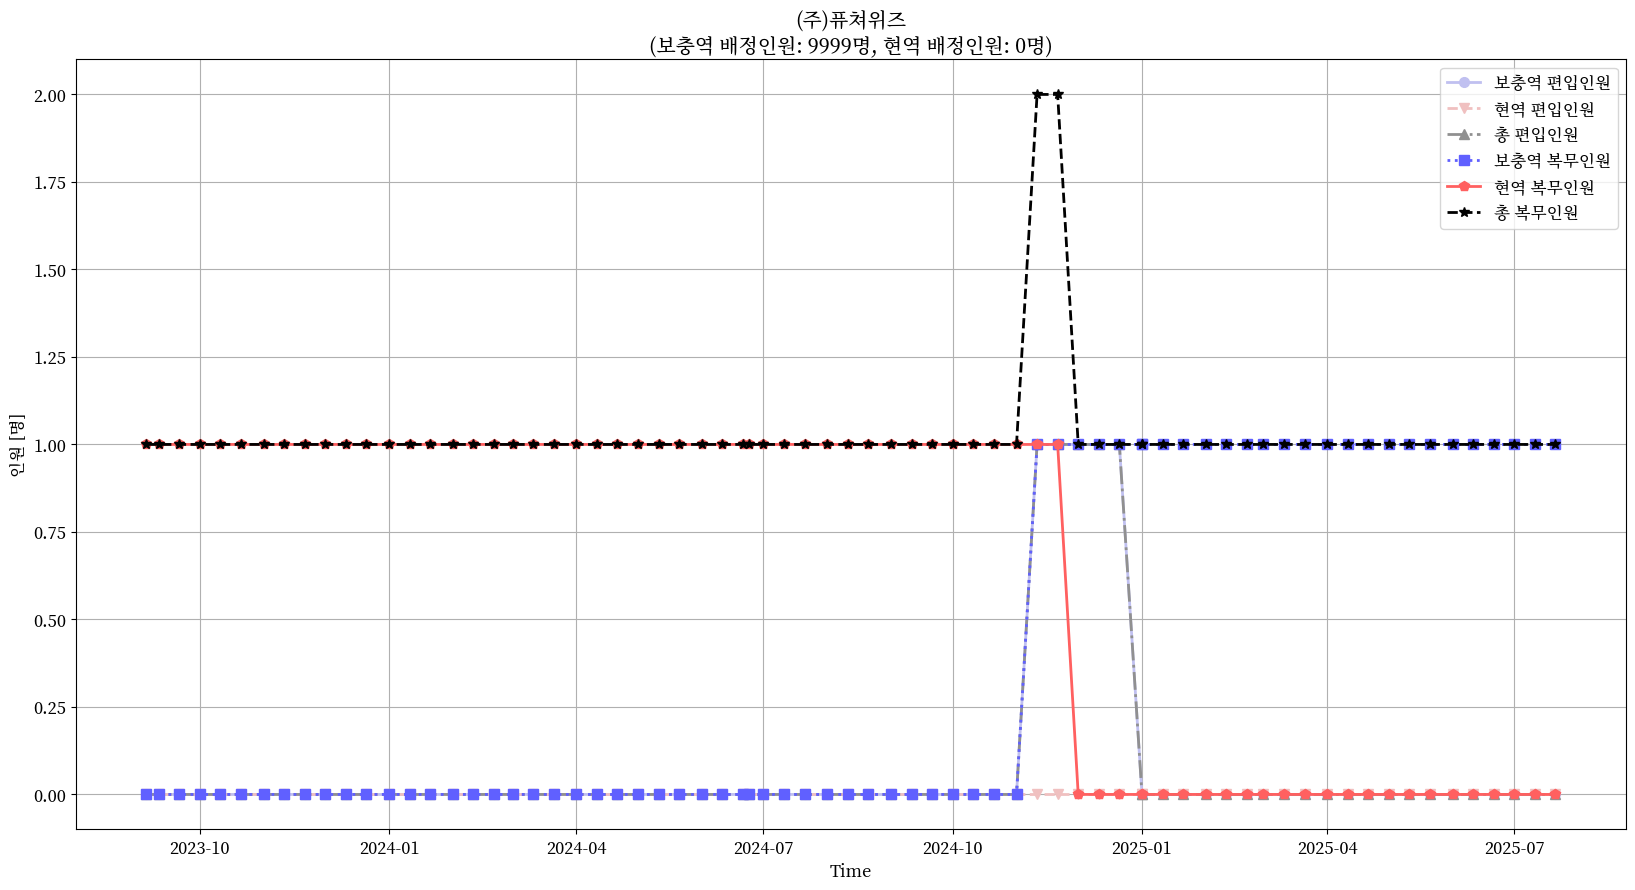 (주)퓨쳐위즈
(보충역 배정인원: 9999명, 현역 배정인원: 0명)
보충역 편입인원
현역 편입인원
총 편입인원
보충역 복무인원
현역 복무인원
총 복무인원
인원 [명]
2.00
1.75
1.50
1.25
1.00
0.75
0.50
0.25
0.00
2023-10
2024-01
2024-04
2024-07
2024-10
2025-01
2025-04
2025-07
Time